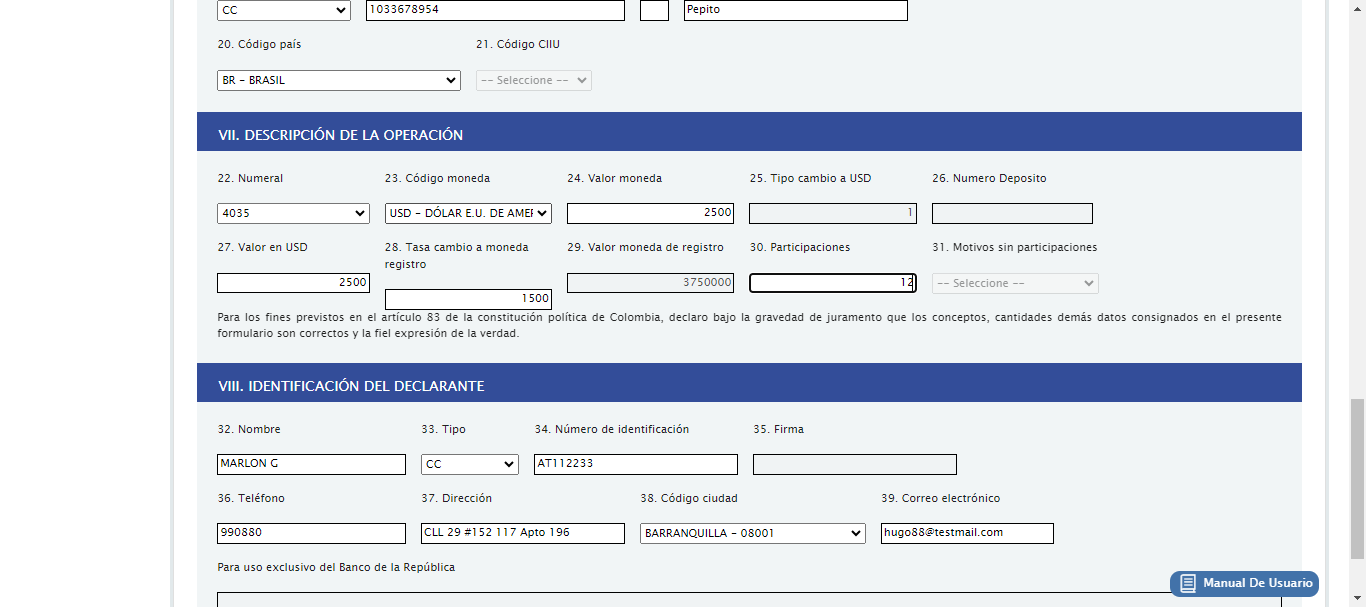 CC 1033678954 Pepito
20. Código país 21. Código CIIU
BR - BRASIL -- Seleccione --
VII. DESCRIPCIÓN DE LA OPERACIÓN
22. Numeral 23. Código moneda 24. Valor moneda 25. Tipo cambio a USD 26. Numero Deposito
4035 USD - DÓLAR E.U. DE AMER 2500 1
27. Valor en USD 28. Tasa cambio a moneda registro 29. Valor moneda de registro 30. Participaciones 31. Motivos sin participaciones
2500 1500 3750000 12 -- Seleccione --
Para los fines previstos en el artículo 83 de la constitución política de Colombia, declaro bajo la gravedad de juramento que los conceptos, cantidades demás datos consignados en el presente
formulario son correctos y la fiel expresión de la verdad.
VIII. IDENTIFICACIÓN DEL DECLARANTE
32. Nombre 33. Tipo 34. Número de identificación 35. Firma
MARLON G CC AT112233
36. Teléfono 37. Dirección 38. Código ciudad 39. Correo electrónico
990880 CLL 29 #152 117 Apto 196 BARRANQUILLA - 08001 hugo88@testmail.com
Para uso exclusivo del Banco de la República
Manual De Usuario